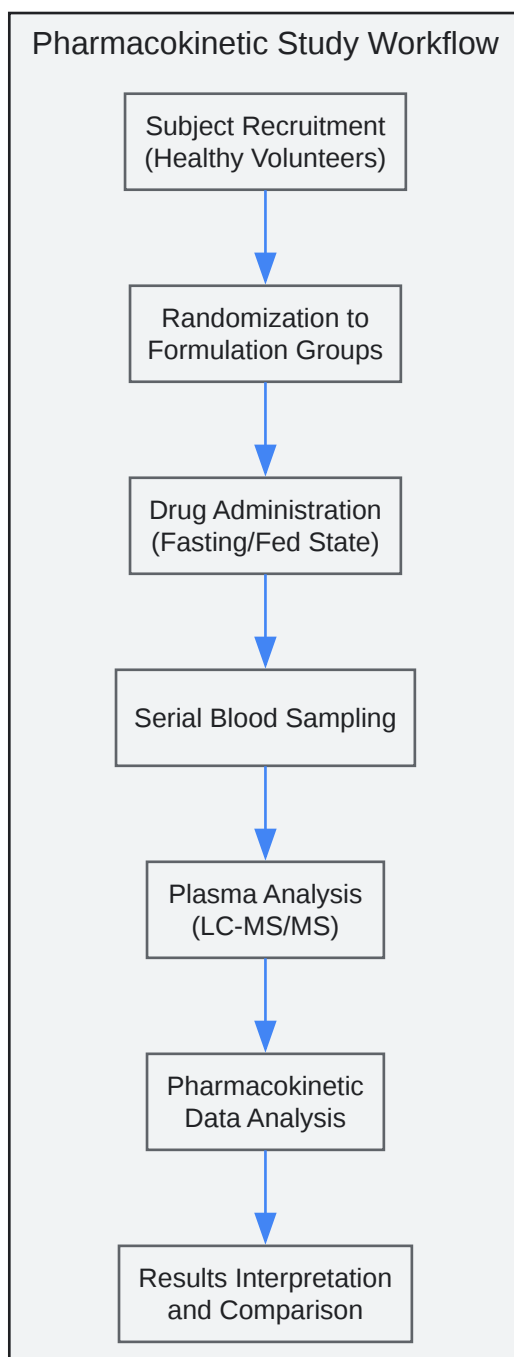 Pharmacokinetic Study Workflow
Subject Recruitment
(Healthy Volunteers)
Randomization to
Formulation Groups
Drug Administration
(Fasting/Fed State)
Serial Blood Sampling
Plasma Analysis
(LC-MS/MS)
Pharmacokinetic
Data Analysis
Results Interpretation
and Comparison